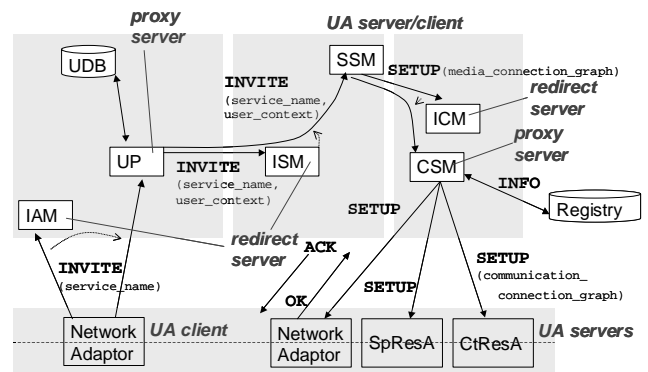 proxy
server
UA server/client
UDB
SSM
INVITE
(service_name,
user_context)
SETUP(media_connection_graph)
redirect
server
ICM
proxy
server
UP
INVITE
(service_name,
user_context)
ISM
CSM
INFO
Registry
IAM
SETUP
redirect
server
ACK
INVITE
(service_name)
SETUP
(communication_
connection_graph)
SETUP
OK
Network
Adaptor
UA client
Network
Adaptor
SpResA
CtResA
UA servers